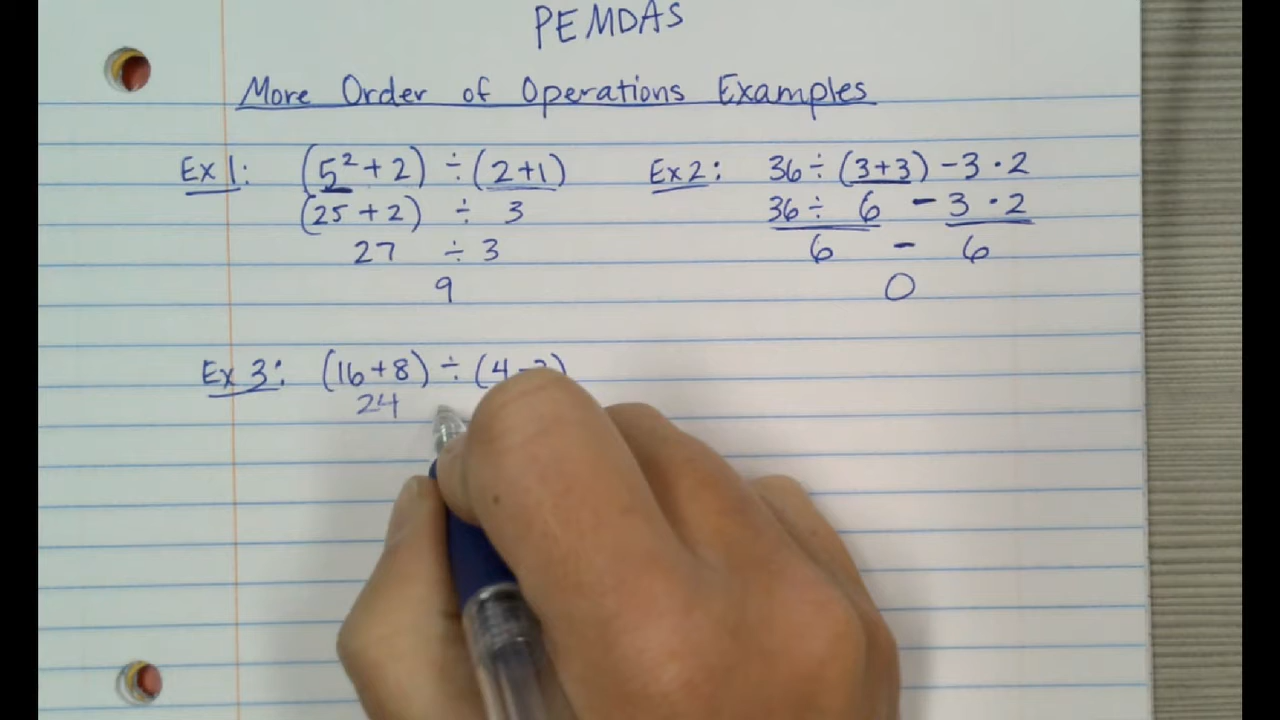 PEMDAS
More Order of Operations Examples
Ex 1: (5² + 2) ÷ (2+1)
(25 + 2) ÷ 3
27 ÷ 3
9
Ex 2: 36 ÷ (3+3) − 3 · 2
36 ÷ 6 − 3 · 2
6 − 6
0
Ex 3: (16+8) ÷ (4−
24